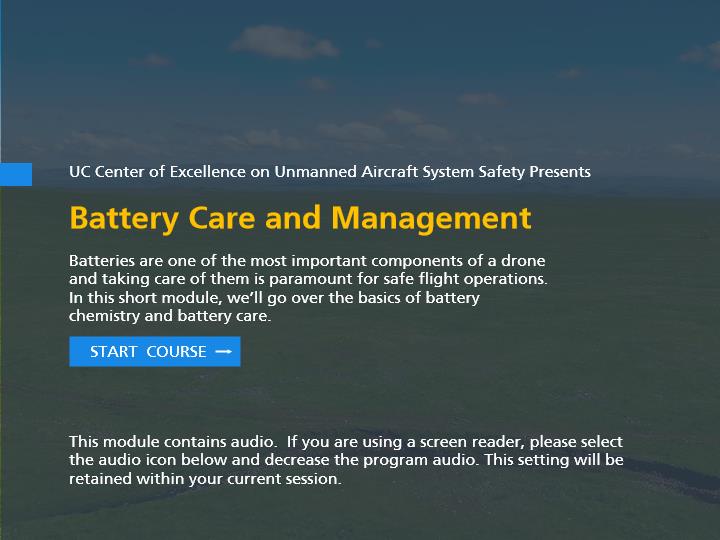 UC Center of Excellence on Unmanned Aircraft System Safety Presents
Battery Care and Management
Batteries are one of the most important components of a drone
and taking care of them is paramount for safe flight operations.
In this short module, we’ll go over the basics of battery
chemistry and battery care.
START COURSE →
This module contains audio. If you are using a screen reader, please select
the audio icon below and decrease the program audio. This setting will be
retained within your current session.